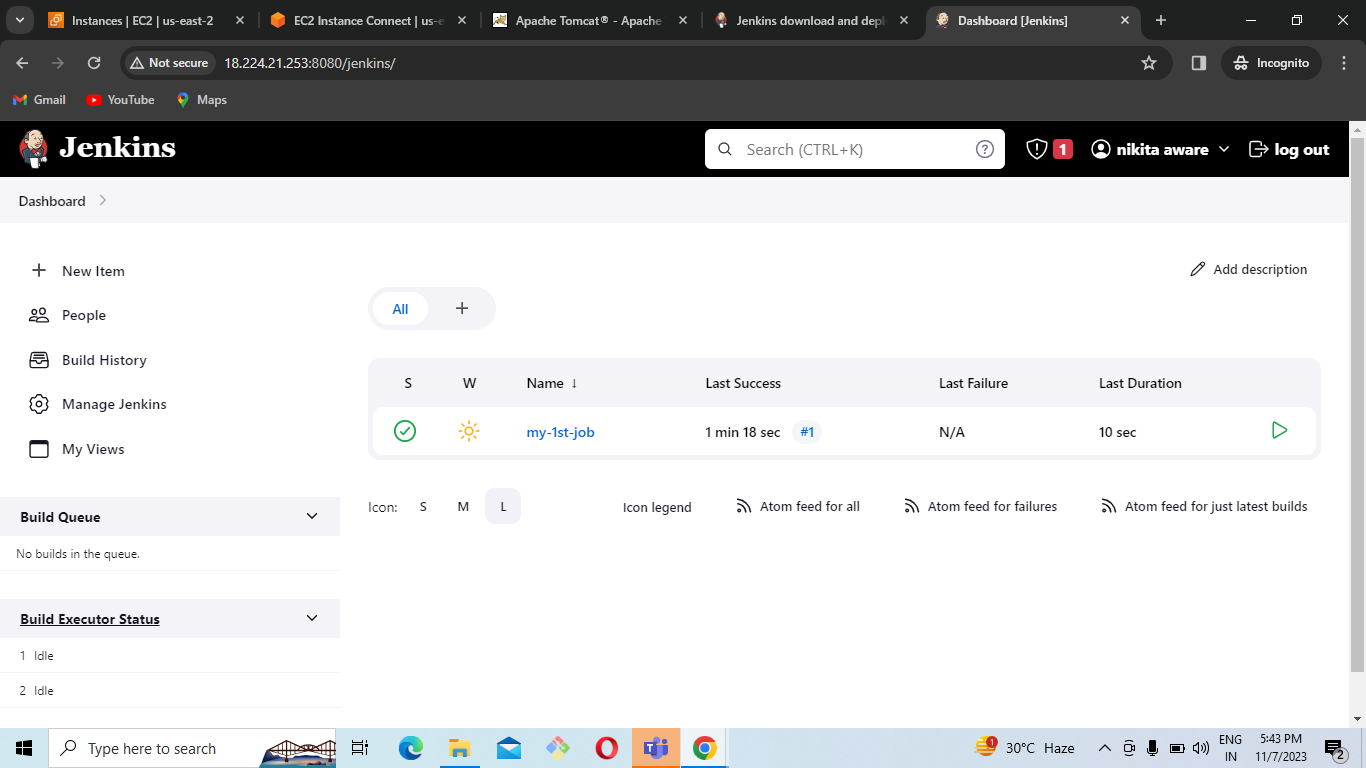 Instances | EC2 | us-east-2
EC2 Instance Connect | us-e
Apache Tomcat® - Apache
Jenkins download and depl
Dashboard [Jenkins]
Not secure
18.224.21.253:8080/jenkins/
Incognito
Gmail
YouTube
Maps
Jenkins
Search (CTRL+K)
1
nikita aware
log out
Dashboard
New Item
People
Build History
Manage Jenkins
My Views
Build Queue
No builds in the queue.
Build Executor Status
1 Idle
2 Idle
Add description
All
S W Name ↓ Last Success Last Failure Last Duration
my-1st-job 1 min 18 sec #1 N/A 10 sec
Icon: S M L
Icon legend
Atom feed for all
Atom feed for failures
Atom feed for just latest builds
Type here to search
1
30°C Haze
ENG
IN
5:43 PM
11/7/2023
2